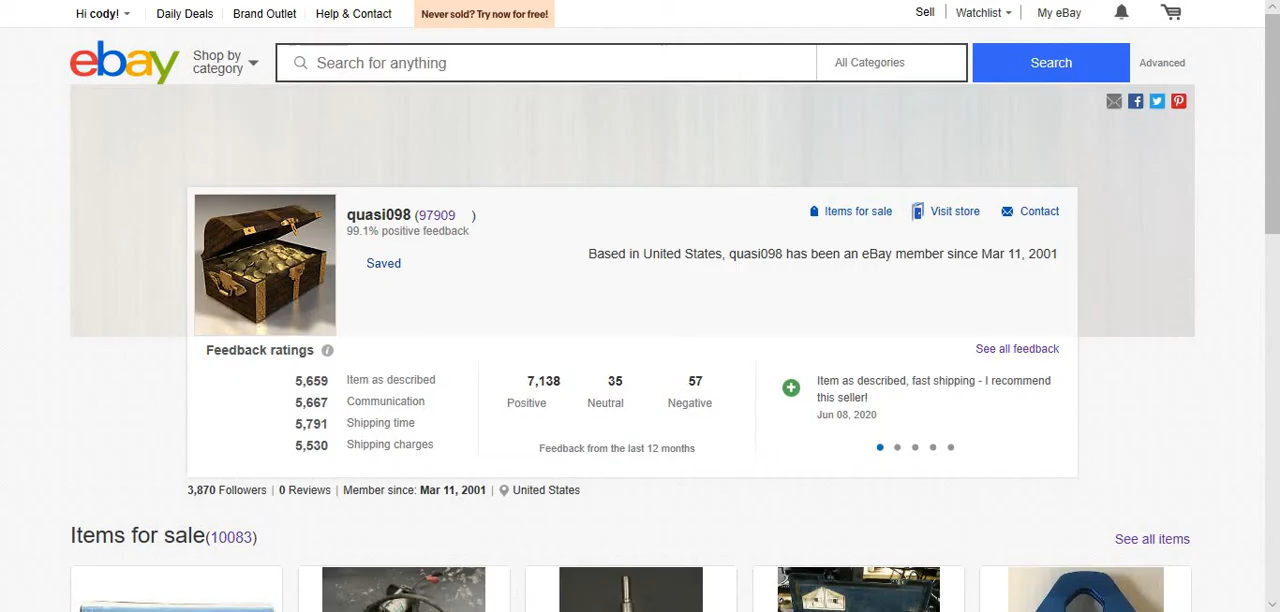 Hi cody!
Daily Deals
Brand Outlet
Help & Contact
Never sold? Try now for free!
Sell
Watchlist
My eBay
ebay
Shop by
category
Search for anything
All Categories
Search
Advanced
quasi098 (97909 )
99.1% positive feedback
Saved
Items for sale
Visit store
Contact
Based in United States, quasi098 has been an eBay member since Mar 11, 2001
Feedback ratings i
See all feedback
5,659 Item as described
5,667 Communication
5,791 Shipping time
5,530 Shipping charges
7,138 35 57
Positive Neutral Negative
Feedback from the last 12 months
Item as described, fast shipping - I recommend
this seller!
Jun 08, 2020
3,870 Followers | 0 Reviews | Member since: Mar 11, 2001 | United States
Items for sale(10083)
See all items